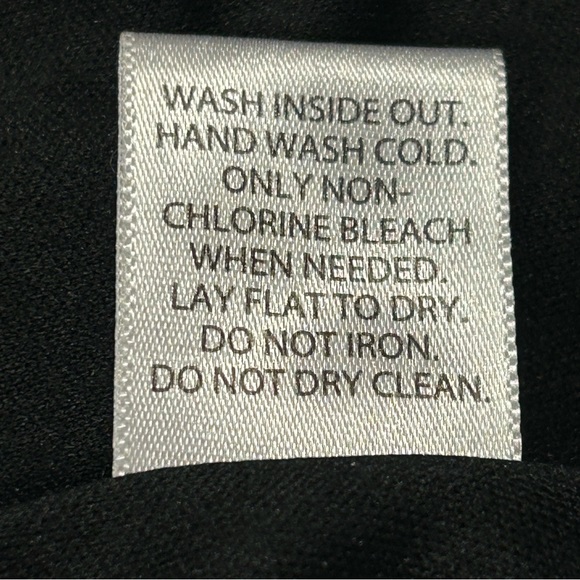 WASH INSIDE OUT.
HAND WASH COLD.
ONLY NON-
CHLORINE BLEACH
WHEN NEEDED.
LAY FLAT TO DRY.
DO NOT IRON.
DO NOT DRY CLEAN.